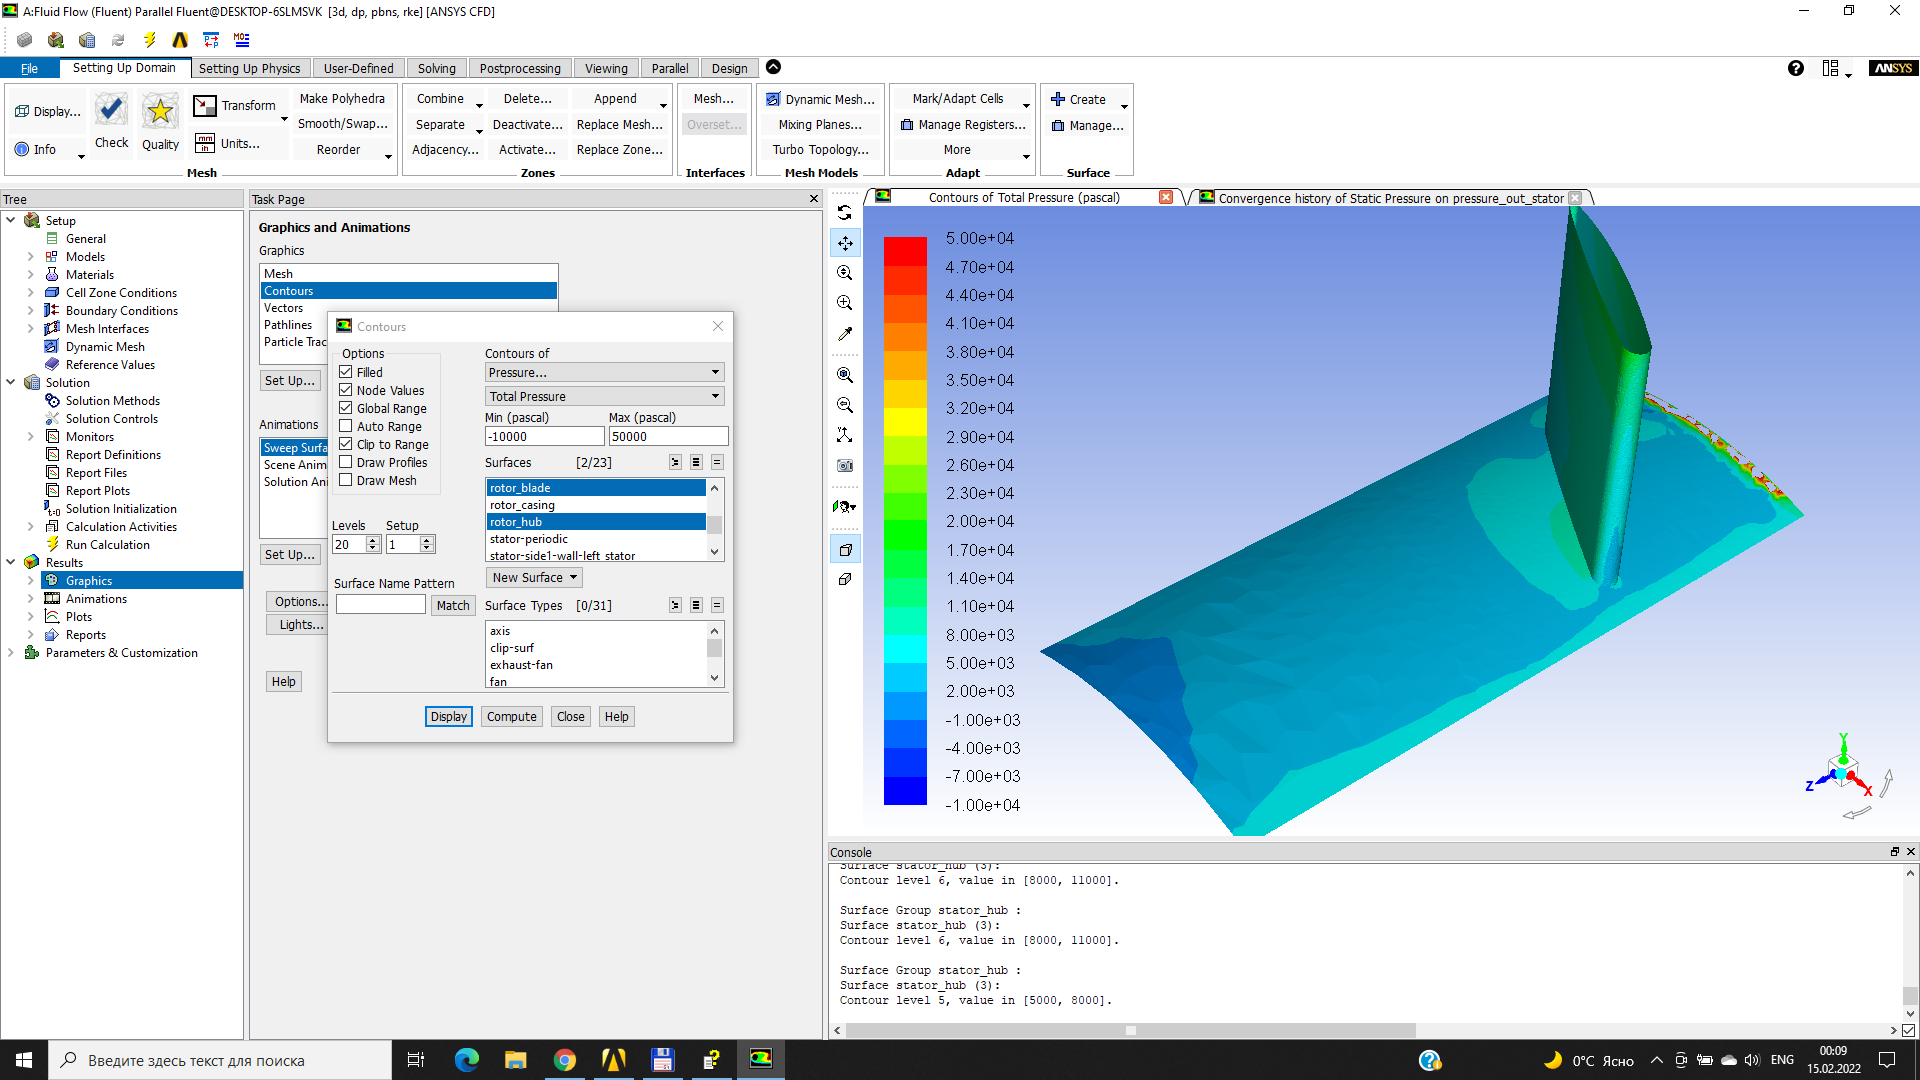 A:Fluid Flow (Fluent) Parallel Fluent@DESKTOP-6SLMSVK [3d, dp, pbns, rke] [ANSYS CFD]
File
Setting Up Domain
Setting Up Physics
User-Defined
Solving
Postprocessing
Viewing
Parallel
Design
ANSYS
Display...
Info
Check
Quality
Transform
Units...
Make Polyhedra
Smooth/Swap...
Reorder
Mesh
Combine
Separate
Adjacency...
Delete...
Deactivate...
Activate...
Append
Replace Mesh...
Replace Zone...
Zones
Mesh...
Overset...
Interfaces
Dynamic Mesh...
Mixing Planes...
Turbo Topology...
Mesh Models
Mark/Adapt Cells
Manage Registers...
More
Adapt
Create
Manage...
Surface
Tree
Setup
General
Models
Materials
Cell Zone Conditions
Boundary Conditions
Mesh Interfaces
Dynamic Mesh
Reference Values
Solution
Solution Methods
Solution Controls
Monitors
Report Definitions
Report Files
Report Plots
Solution Initialization
Calculation Activities
Run Calculation
Results
Graphics
Animations
Plots
Reports
Parameters & Customization
Task Page
Graphics and Animations
Graphics
Mesh
Contours
Vectors
Pathlines
Particle Trac
Set Up...
Animations
Sweep Surfa
Scene Anim
Solution Ani
Set Up...
Options...
Lights...
Help
Contours
Options
Filled
Node Values
Global Range
Auto Range
Clip to Range
Draw Profiles
Draw Mesh
Levels
Setup
20
1
Surface Name Pattern
Match
Contours of
Pressure...
Total Pressure
Min (pascal)
Max (pascal)
-10000
50000
Surfaces [2/23]
rotor_blade
rotor_casing
rotor_hub
stator-periodic
stator-side1-wall-left_stator
New Surface
Surface Types [0/31]
axis
clip-surf
exhaust-fan
fan
Display
Compute
Close
Help
Contours of Total Pressure (pascal)
Convergence history of Static Pressure on pressure_out_stator
5.00e+04
4.70e+04
4.40e+04
4.10e+04
3.80e+04
3.50e+04
3.20e+04
2.90e+04
2.60e+04
2.30e+04
2.00e+04
1.70e+04
1.40e+04
1.10e+04
8.00e+03
5.00e+03
2.00e+03
-1.00e+03
-4.00e+03
-7.00e+03
-1.00e+04
Y
Z
X
Console
Surface stator_hub (3):
Contour level 6, value in [8000, 11000].
Surface Group stator_hub :
Surface stator_hub (3):
Contour level 6, value in [8000, 11000].
Surface Group stator_hub :
Surface stator_hub (3):
Contour level 5, value in [5000, 8000].
Введите здесь текст для поиска
0°C Ясно
ENG
00:09
15.02.2022